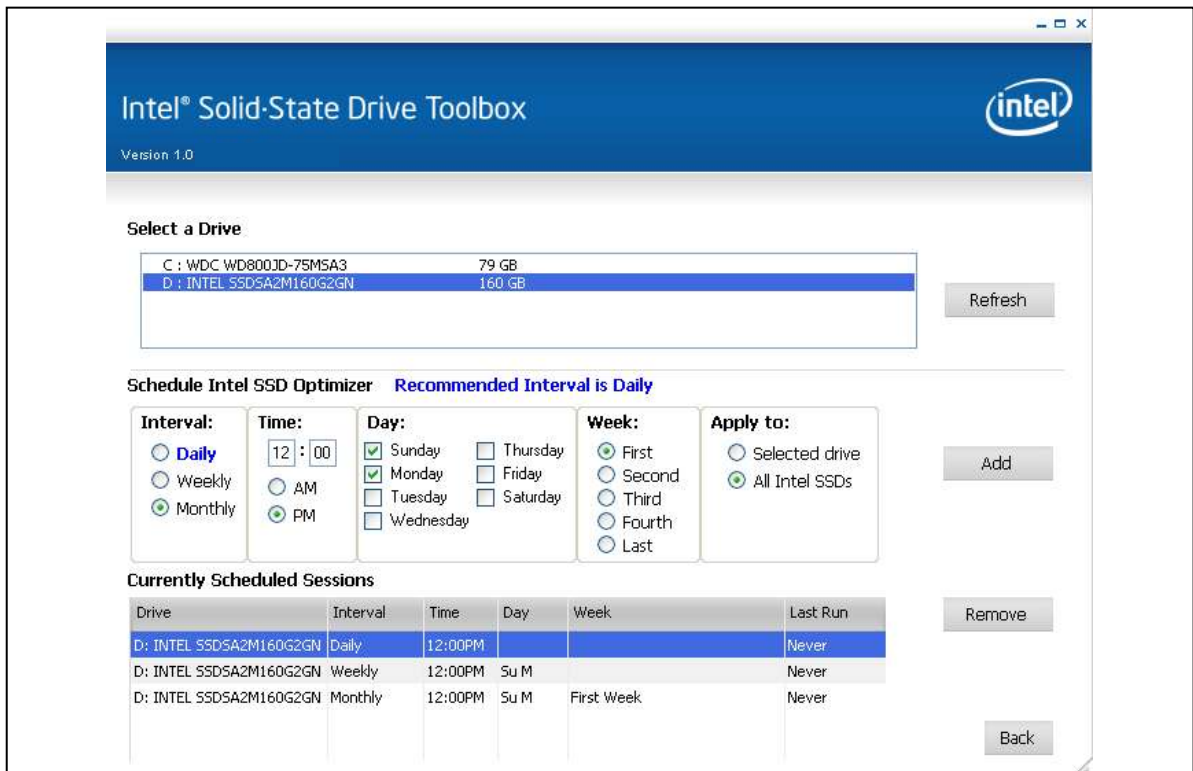 Intel® Solid-State Drive Toolbox
intel
Version 1.0
Select a Drive
C : WDC WD800JD-75MSA3 79 GB
D : INTEL SSDSA2M160G2GN 160 GB
Refresh
Schedule Intel SSD Optimizer Recommended Interval is Daily
Interval:
Daily
Weekly
Monthly
Time:
12 : 00
AM
PM
Day:
Sunday
Monday
Tuesday
Wednesday
Thursday
Friday
Saturday
Week:
First
Second
Third
Fourth
Last
Apply to:
Selected drive
All Intel SSDs
Add
Currently Scheduled Sessions
Drive Interval Time Day Week Last Run
D: INTEL SSDSA2M160G2GN Daily 12:00PM Never
D: INTEL SSDSA2M160G2GN Weekly 12:00PM Su M Never
D: INTEL SSDSA2M160G2GN Monthly 12:00PM Su M First Week Never
Remove
Back